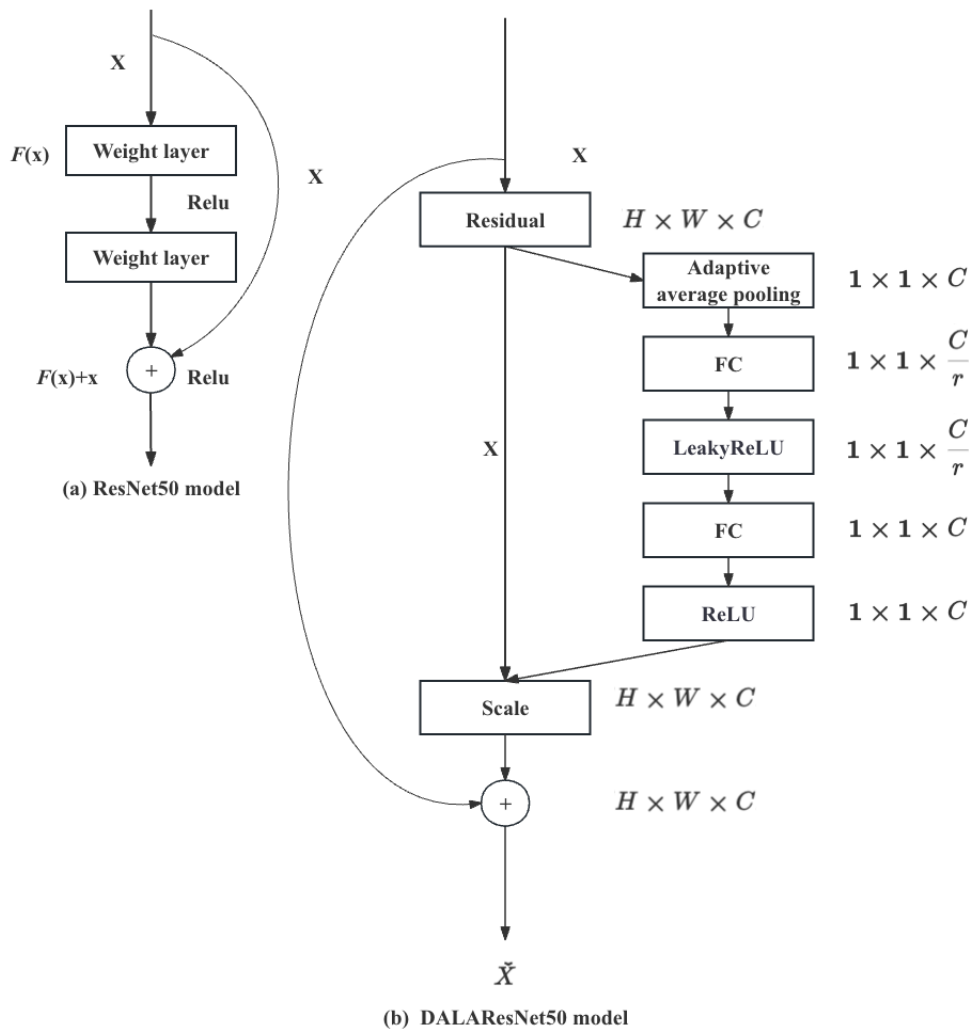 X
F(x)
Weight layer
Relu
X
Weight layer
F(x)+x
+
Relu
(a) ResNet50 model
X
Residual
H × W × C
Adaptive
average pooling
1 × 1 × C
FC
1 × 1 × C/r
X
LeakyReLU
1 × 1 × C/r
FC
1 × 1 × C
ReLU
1 × 1 × C
Scale
H × W × C
+
H × W × C
X̌
(b) DALAResNet50 model